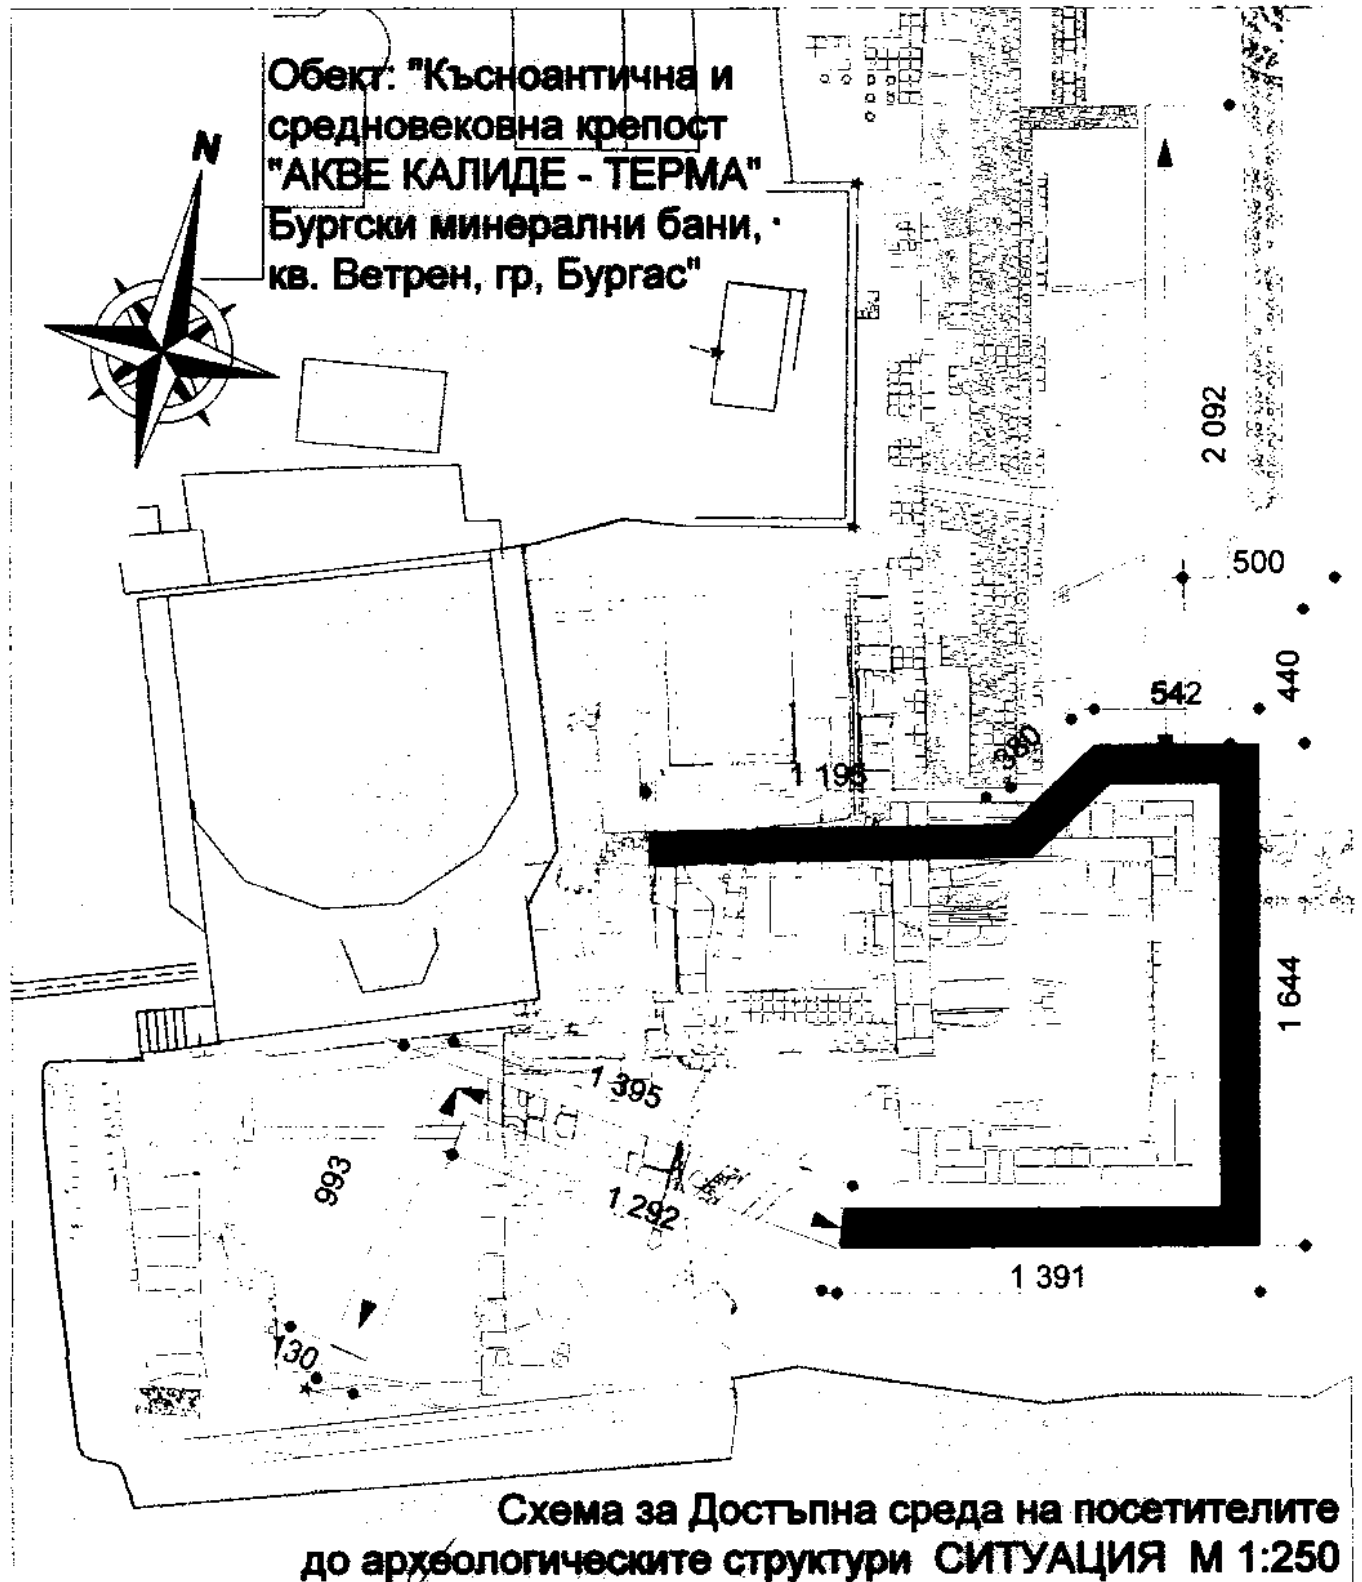 Обект: "Късноантична и
средновековна крепост
"АКВЕ КАЛИДЕ - ТЕРМА"
Бургски минерални бани,
кв. Ветрен, гр, Бургас"
N
2 092
500
440
542
380
1 195
1 644
1 395
993
1 292
1 391
130
Схема за Достъпна среда на посетителите
до археологическите структури СИТУАЦИЯ М 1:250